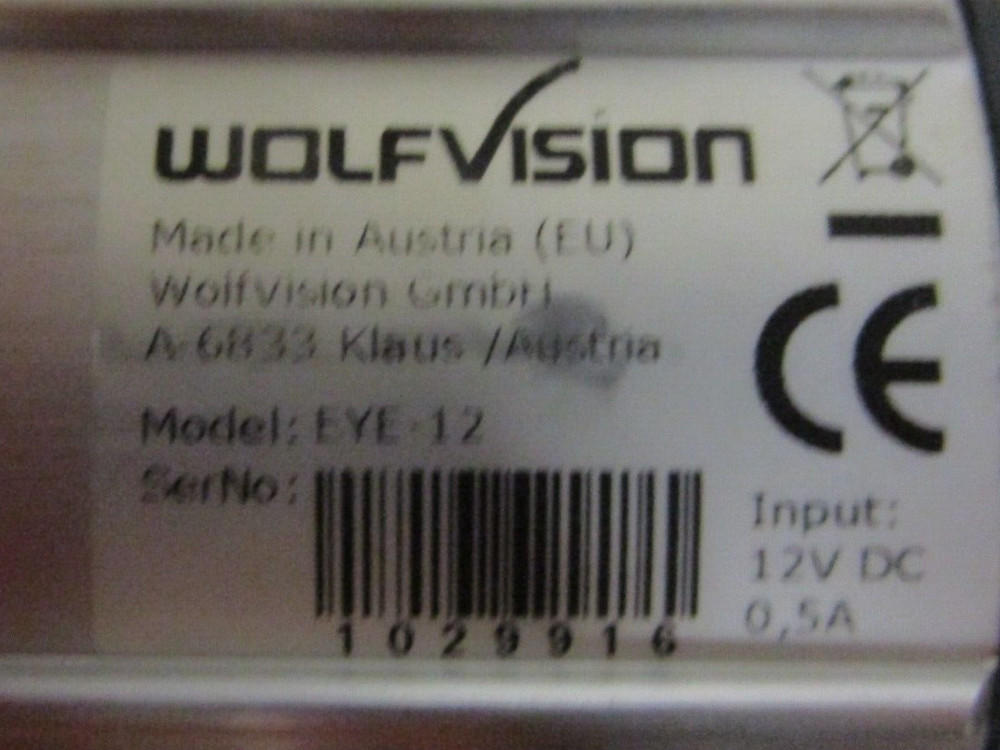 WOLFVISION
Made in Austria (EU)
WolfVision GmbH
A-6833 Klaus /Austria
Model: EYE-12
SerNo:
1029916
CE
Input:
12V DC
0,5A